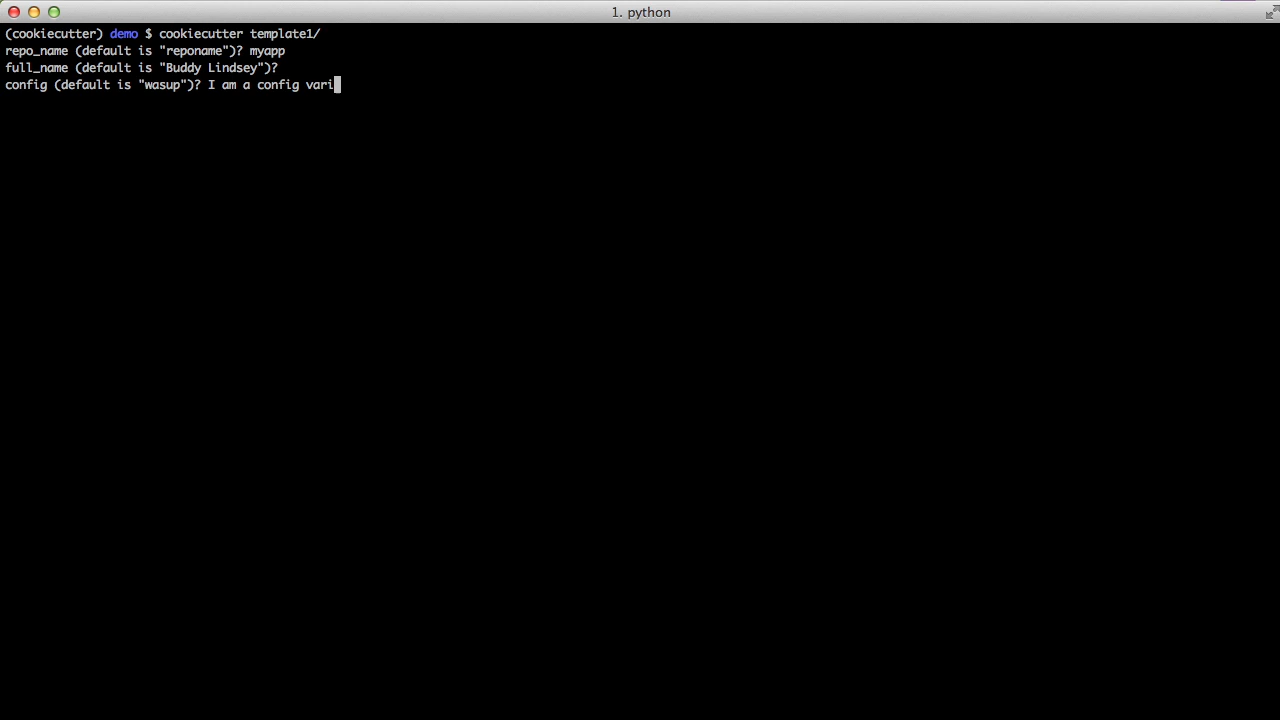 1. python
(cookiecutter) demo $ cookiecutter template1/
repo_name (default is "reponame")? myapp
full_name (default is "Buddy Lindsey")?
config (default is "wasup")? I am a config vari